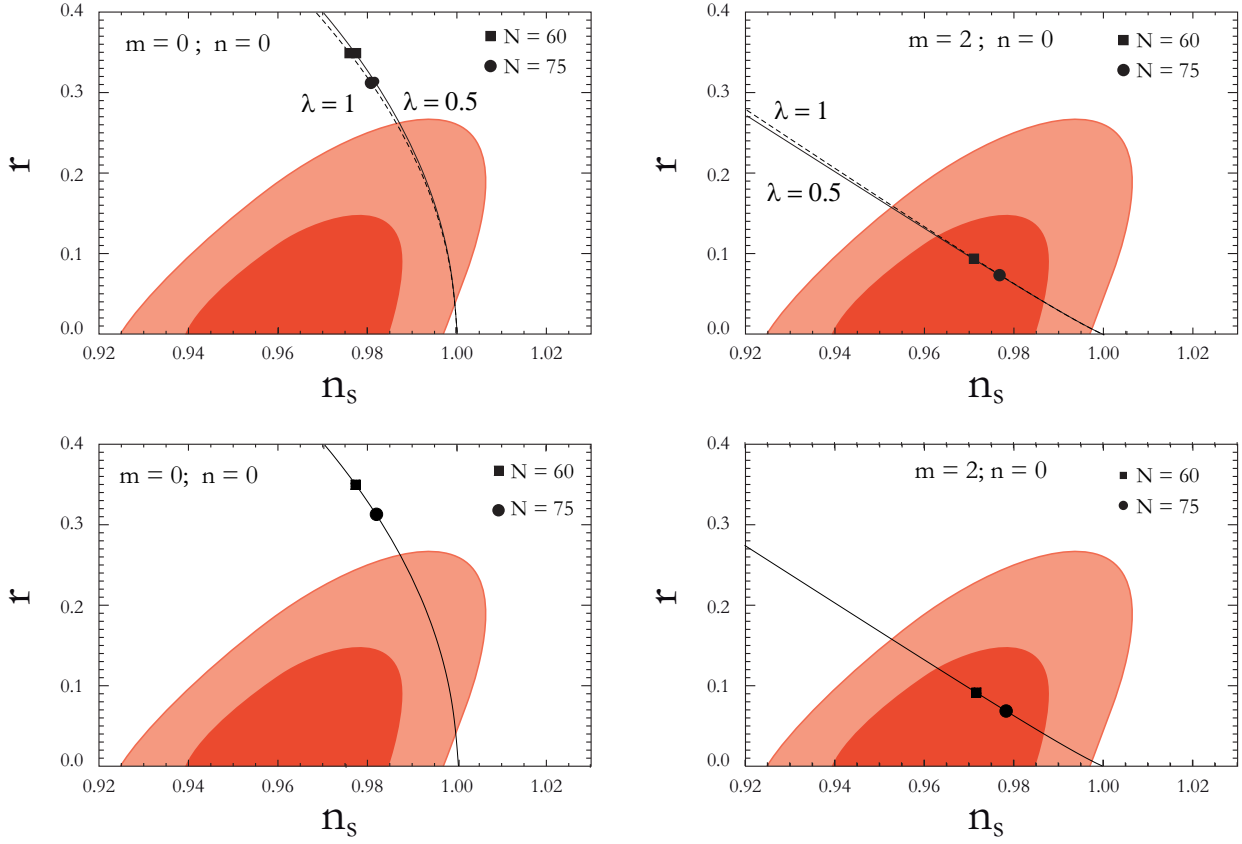 0.4
m = 0 ; n = 0
N = 60
N = 75
0.3
λ = 1
λ = 0.5
r
0.2
0.1
0.0
0.92 0.94 0.96 0.98 1.00 1.02
n_s
0.4
m = 2 ; n = 0
N = 60
N = 75
0.3
λ = 1
r
0.2
λ = 0.5
0.1
0.0
0.92 0.94 0.96 0.98 1.00 1.02
n_s
0.4
m = 0; n = 0
N = 60
N = 75
0.3
r
0.2
0.1
0.0
0.92 0.94 0.96 0.98 1.00 1.02
n_s
0.4
m = 2; n = 0
N = 60
N = 75
0.3
r
0.2
0.1
0.0
0.92 0.94 0.96 0.98 1.00 1.02
n_s